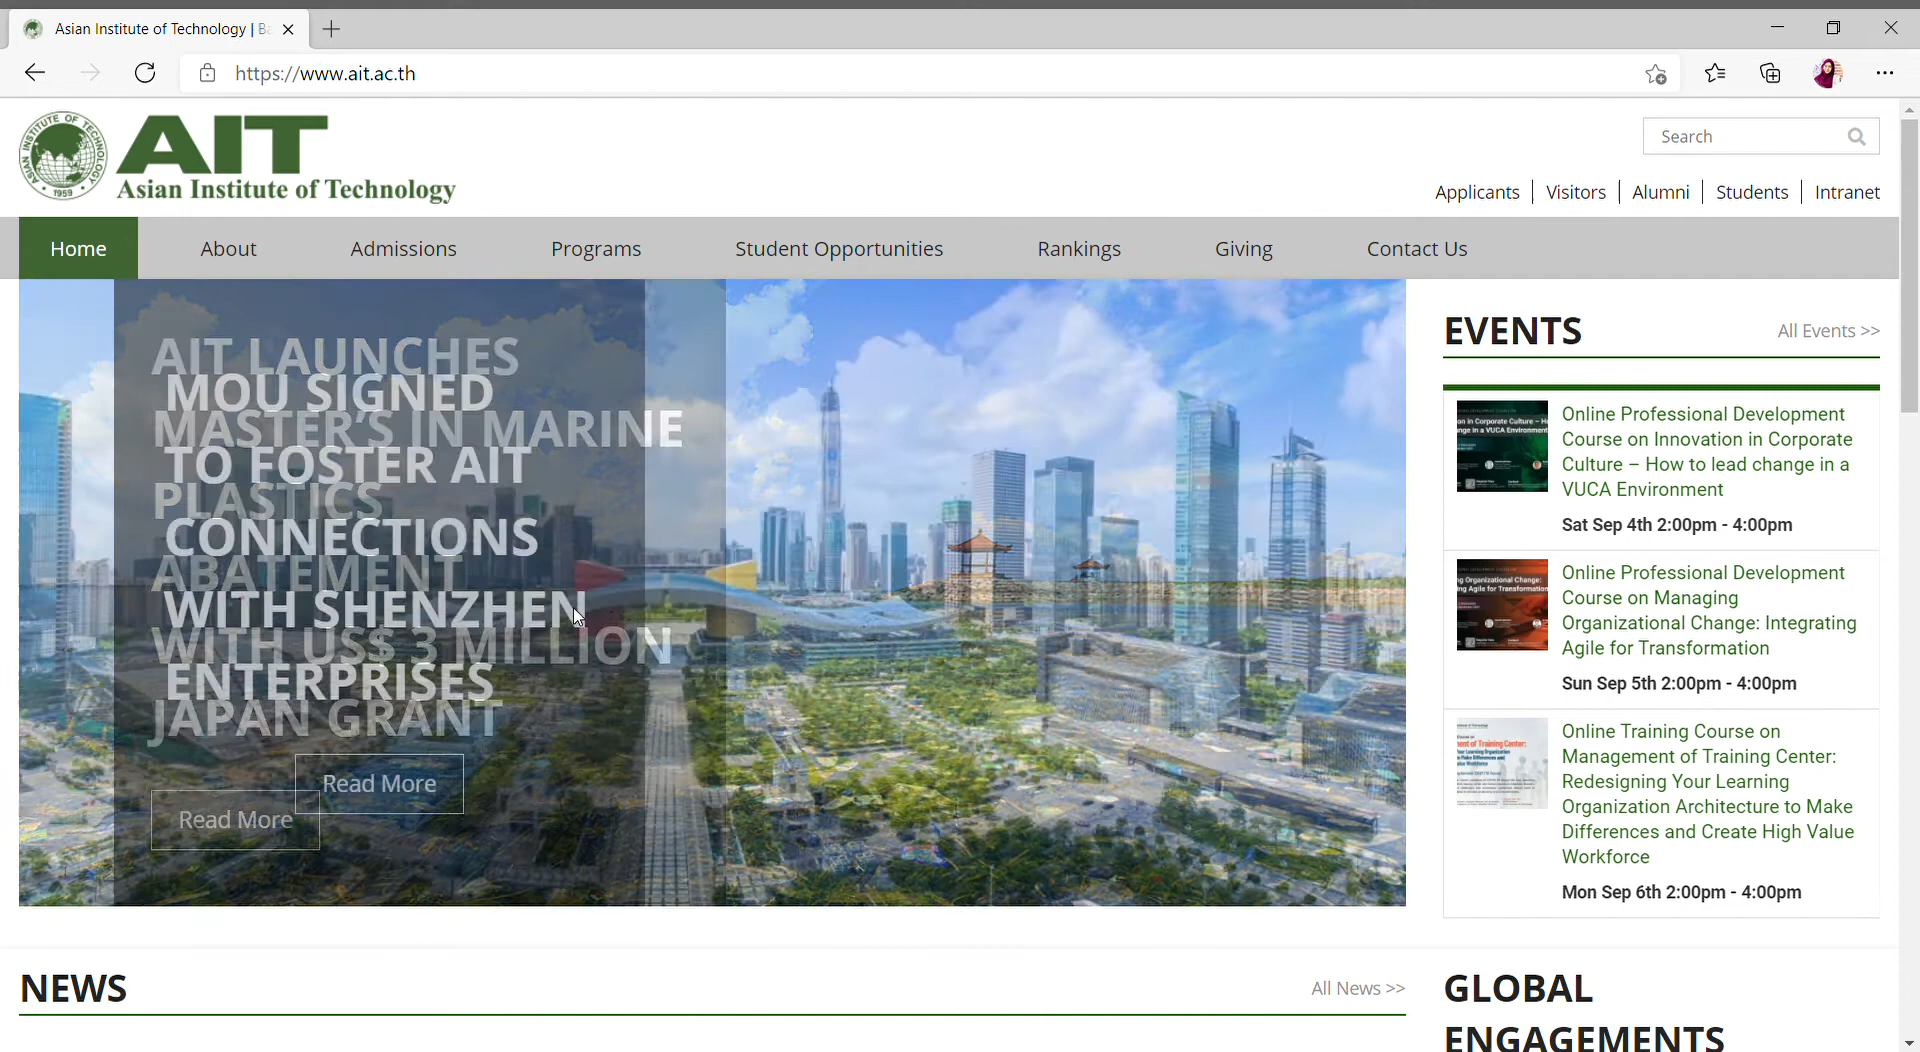 Asian Institute of Technology | Ba
https://www.ait.ac.th
ASIAN INSTITUTE OF TECHNOLOGY
1959
AIT
Asian Institute of Technology
Search
Applicants
Visitors
Alumni
Students
Intranet
Home
About
Admissions
Programs
Student Opportunities
Rankings
Giving
Contact Us
AIT LAUNCHES
MASTER'S IN MARINE
PLASTICS
ABATEMENT
WITH US$ 3 MILLION
JAPAN GRANT
Read More
MOU SIGNED
TO FOSTER AIT
CONNECTIONS
WITH SHENZHEN
ENTERPRISES
Read More
EVENTS
All Events >>
Online Professional Development
Course on Innovation in Corporate
Culture – How to lead change in a
VUCA Environment
Sat Sep 4th 2:00pm - 4:00pm
Online Professional Development
Course on Managing
Organizational Change: Integrating
Agile for Transformation
Sun Sep 5th 2:00pm - 4:00pm
Online Training Course on
Management of Training Center:
Redesigning Your Learning
Organization Architecture to Make
Differences and Create High Value
Workforce
Mon Sep 6th 2:00pm - 4:00pm
NEWS
All News >>
GLOBAL
ENGAGEMENTS